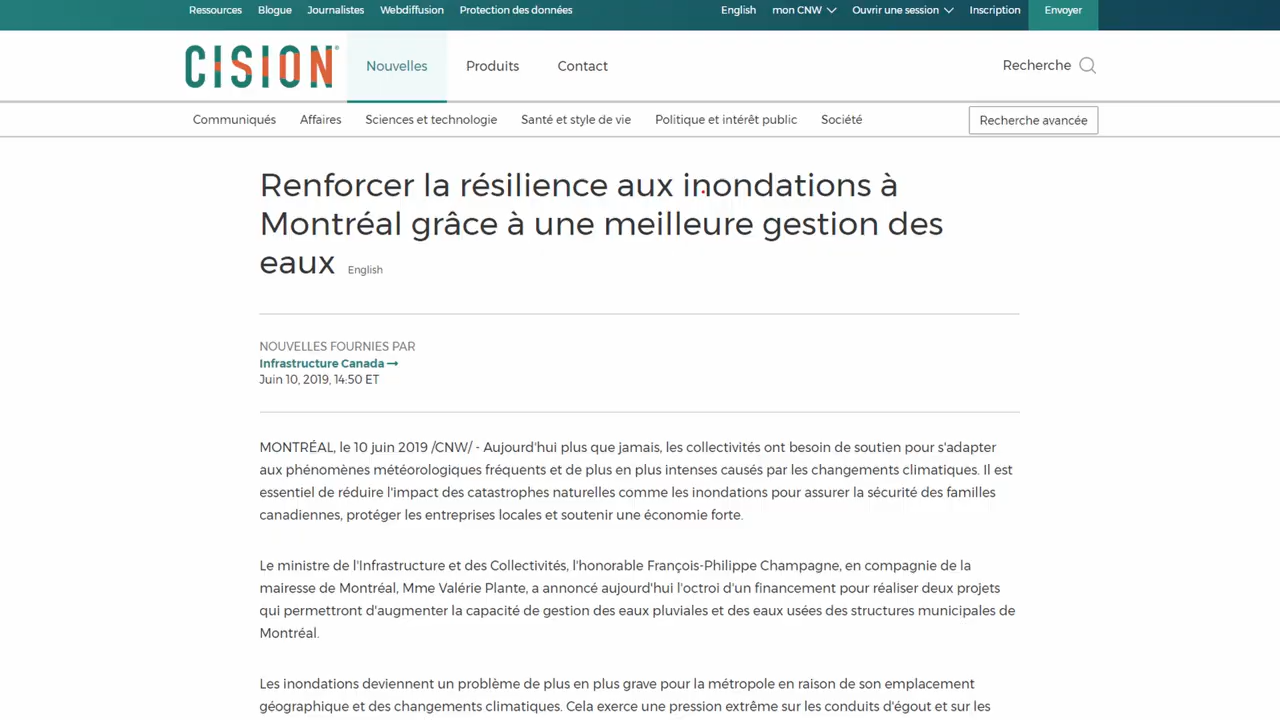 Ressources Blogue Journalistes Webdiffusion Protection des données English mon CNW Ouvrir une session Inscription Envoyer
CISION Nouvelles Produits Contact Recherche
Communiqués Affaires Sciences et technologie Santé et style de vie Politique et intérêt public Société Recherche avancée
Renforcer la résilience aux inondations à
Montréal grâce à une meilleure gestion des
eaux English
NOUVELLES FOURNIES PAR
Infrastructure Canada →
Juin 10, 2019, 14:50 ET
MONTRÉAL, le 10 juin 2019 /CNW/ - Aujourd'hui plus que jamais, les collectivités ont besoin de soutien pour s'adapter
aux phénomènes météorologiques fréquents et de plus en plus intenses causés par les changements climatiques. Il est
essentiel de réduire l'impact des catastrophes naturelles comme les inondations pour assurer la sécurité des familles
canadiennes, protéger les entreprises locales et soutenir une économie forte.
Le ministre de l'Infrastructure et des Collectivités, l'honorable François-Philippe Champagne, en compagnie de la
mairesse de Montréal, Mme Valérie Plante, a annoncé aujourd'hui l'octroi d'un financement pour réaliser deux projets
qui permettront d'augmenter la capacité de gestion des eaux pluviales et des eaux usées des structures municipales de
Montréal.
Les inondations deviennent un problème de plus en plus grave pour la métropole en raison de son emplacement
géographique et des changements climatiques. Cela exerce une pression extrême sur les conduits d'égout et sur les